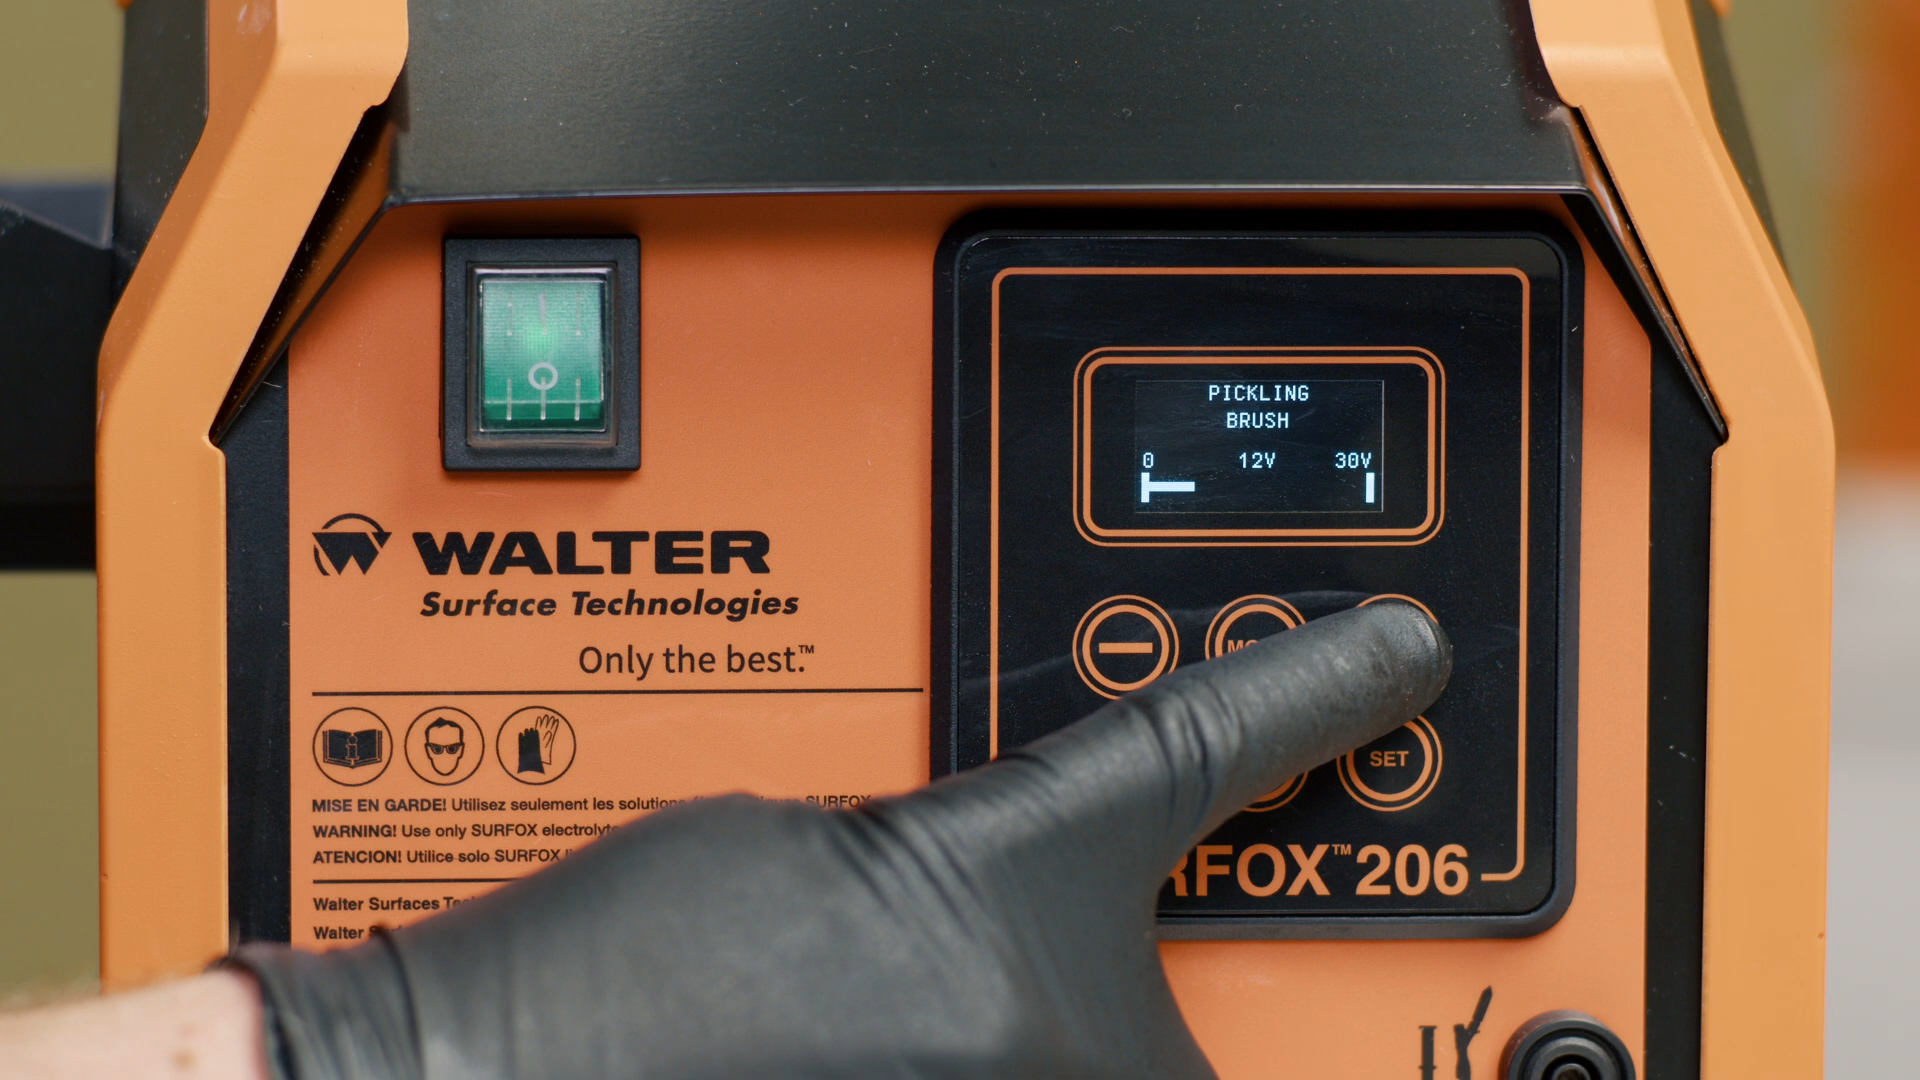 PICKLING
BRUSH
0 12V 30V
WALTER
Surface Technologies
Only the best.™
SET
MISE EN GARDE! Utilisez seulement les solutions SURFOX
WARNING! Use only SURFOX
ATENCION! Utilice solo SURFOX
Walter Surfaces
Walter
RFOX™206